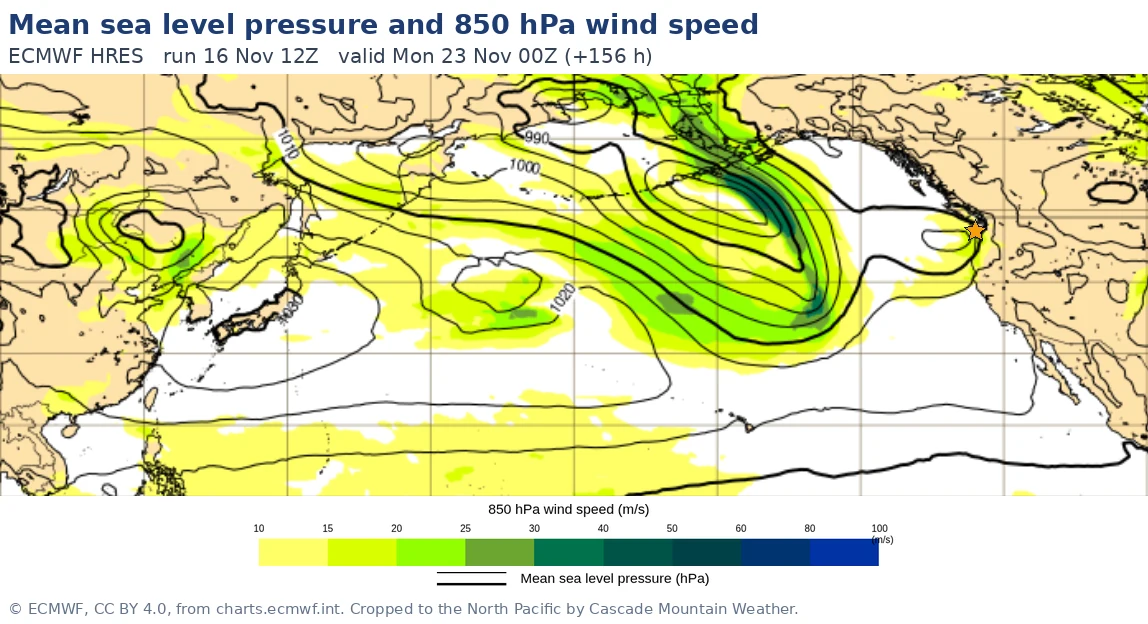 Mean sea level pressure and 850 hPa wind speed
ECMWF HRES run 16 Nov 12Z valid Mon 23 Nov 00Z (+156 h)
990
1010
1000
1020
850 hPa wind speed (m/s)
10 15 20 25 30 40 50 60 80 100
(m/s)
Mean sea level pressure (hPa)
© ECMWF, CC BY 4.0, from charts.ecmwf.int. Cropped to the North Pacific by Cascade Mountain Weather.